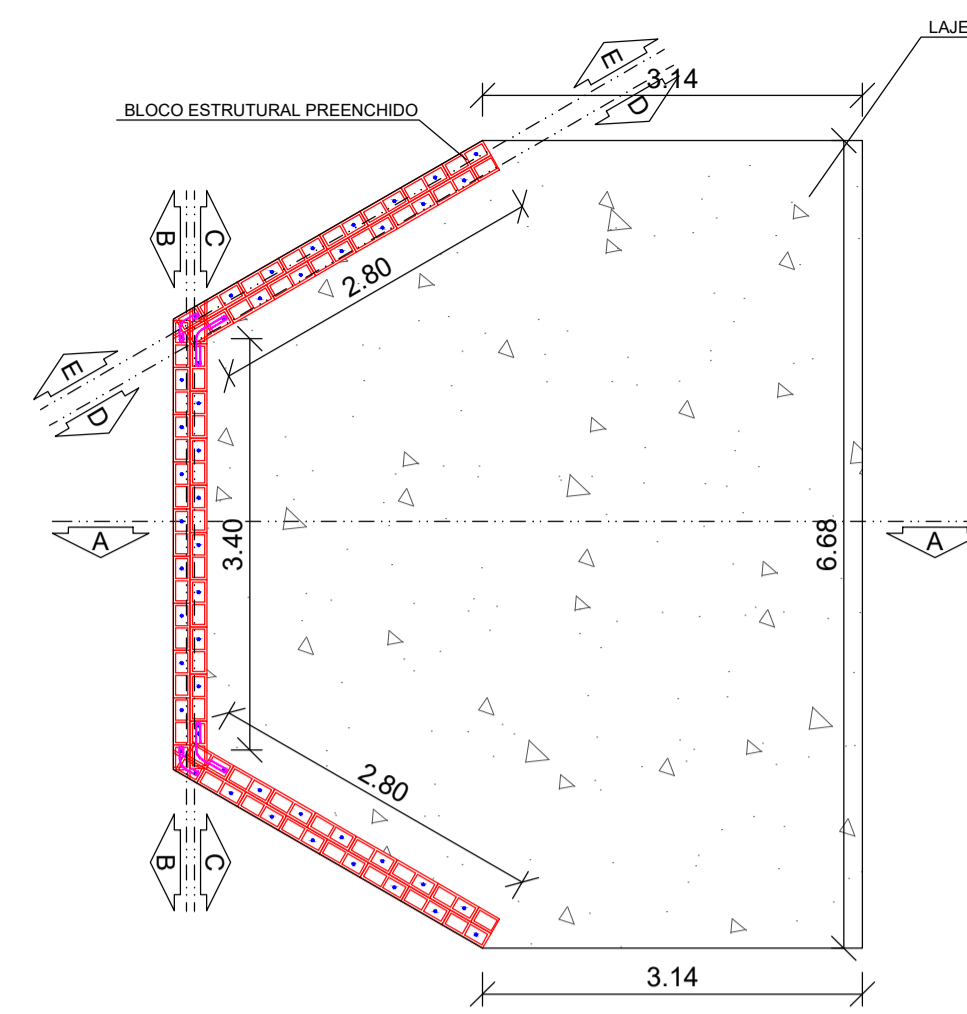 LAJE
E
3.14
D
BLOCO ESTRUTURAL PREENCHIDO
B
C
2.80
E
D
A
3.40
6.68
A
2.80
B
C
3.14